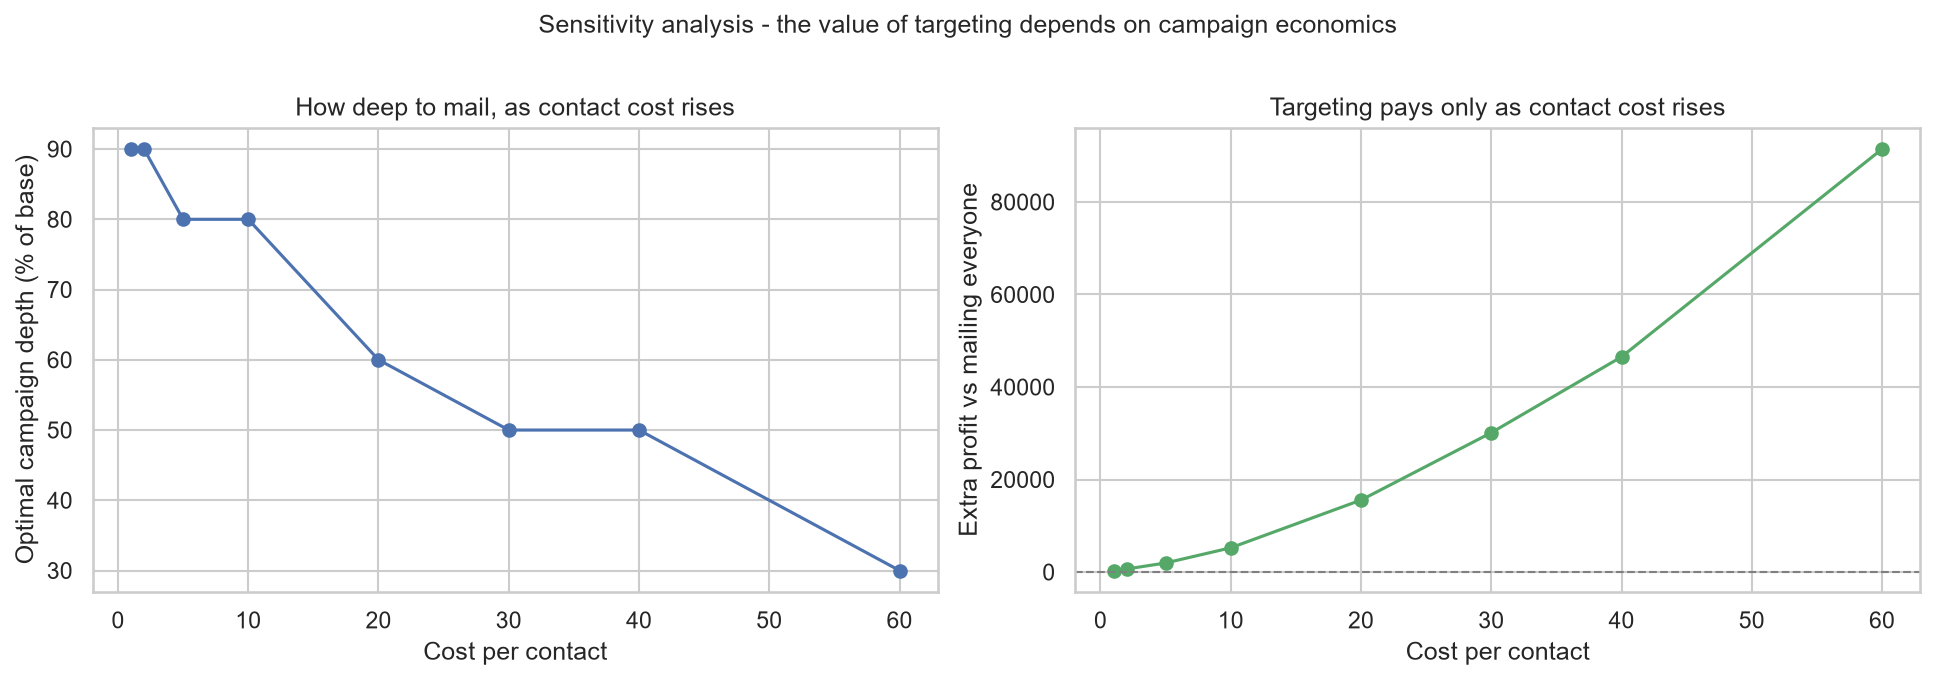 Sensitivity analysis - the value of targeting depends on campaign economics
How deep to mail, as contact cost rises
Optimal campaign depth (% of base)
90
80
70
60
50
40
30
0 10 20 30 40 50 60
Cost per contact
Targeting pays only as contact cost rises
Extra profit vs mailing everyone
80000
60000
40000
20000
0
0 10 20 30 40 50 60
Cost per contact